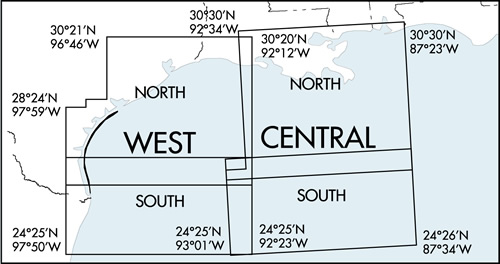 30°21'N
96°46'W
30°30'N
92°34'W
30°20'N
92°12'W
30°30'N
87°23'W
28°24'N
97°59'W
NORTH
NORTH
WEST
CENTRAL
SOUTH
SOUTH
24°25'N
97°50'W
24°25'N
93°01'W
24°25'N
92°23'W
24°26'N
87°34'W